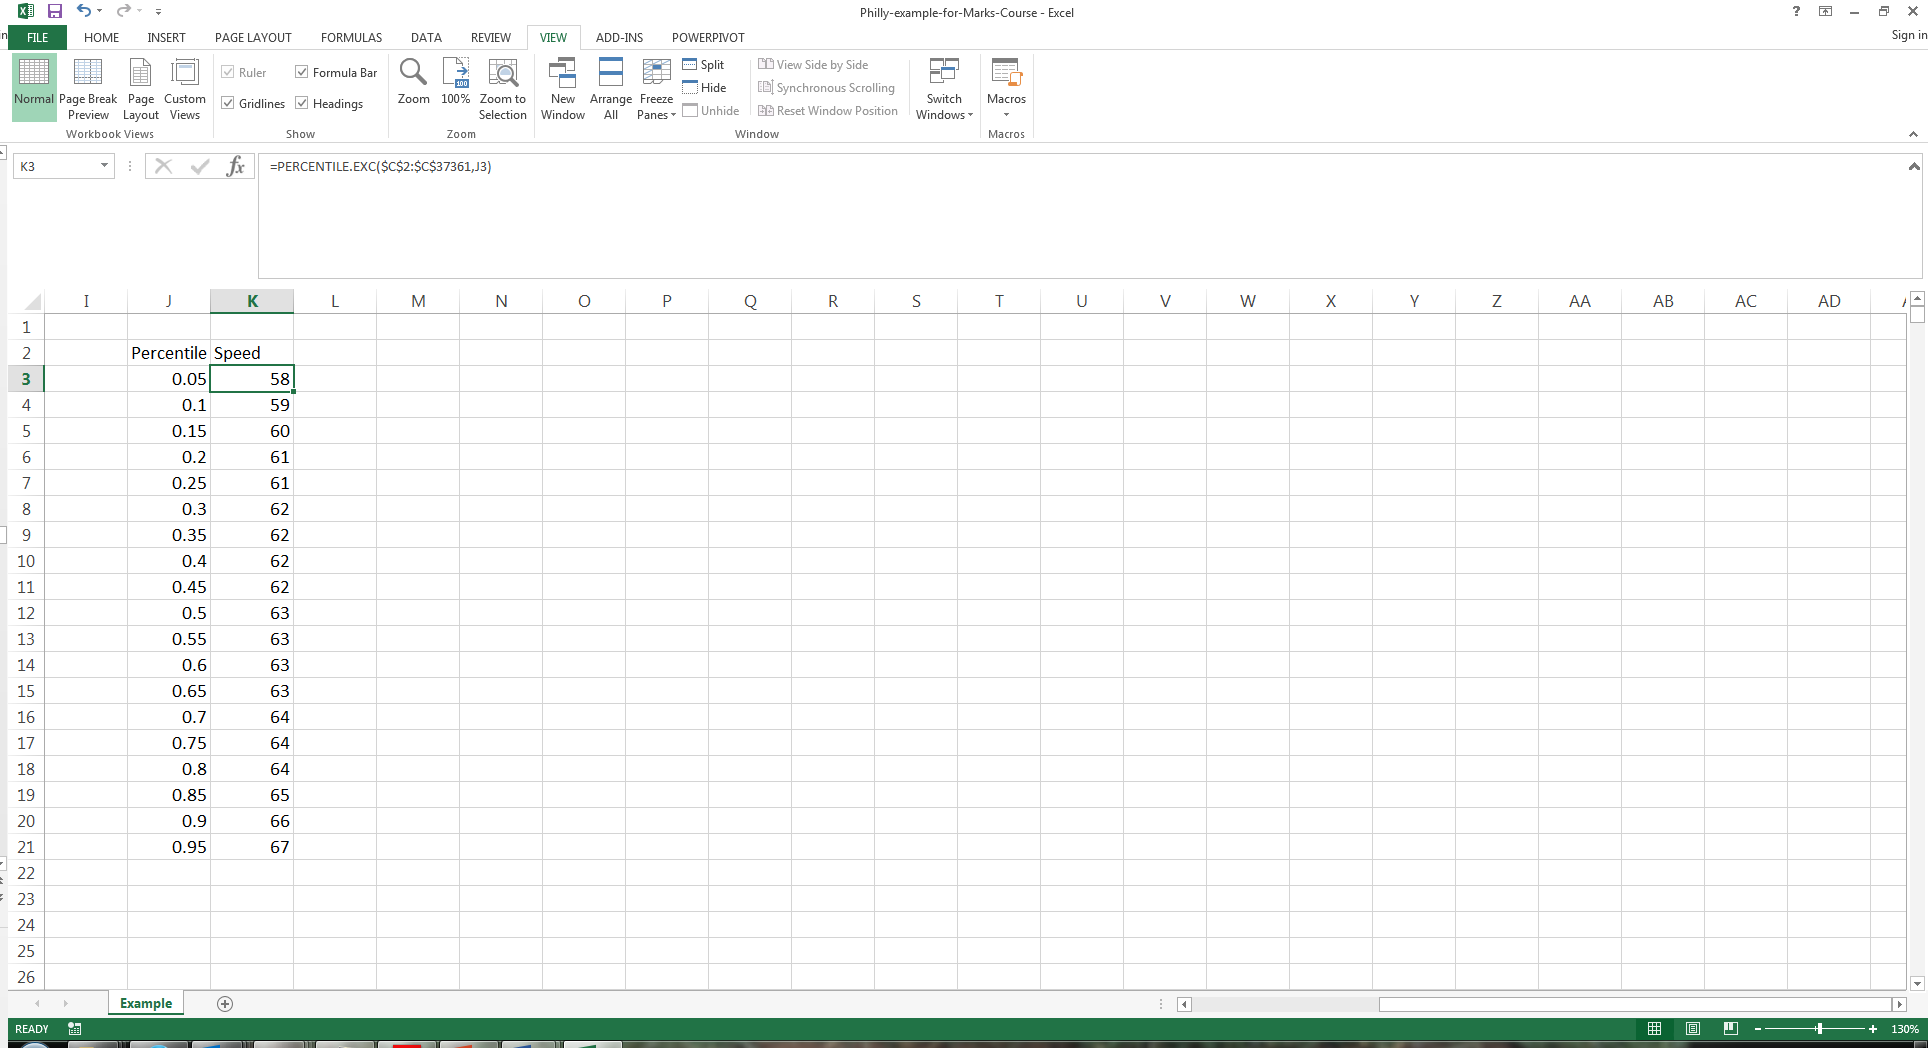 Philly-example-for-Marks-Course - Excel
?
Sign in
FILE HOME INSERT PAGE LAYOUT FORMULAS DATA REVIEW VIEW ADD-INS POWERPIVOT
Normal
Page Break Preview
Page Layout
Custom Views
Workbook Views
Ruler
Formula Bar
Gridlines
Headings
Show
Zoom
100%
Zoom to Selection
Zoom
New Window
Arrange All
Freeze Panes
Split
Hide
Unhide
View Side by Side
Synchronous Scrolling
Reset Window Position
Window
Switch Windows
Macros
Macros
K3
fx
=PERCENTILE.EXC($C$2:$C$37361,J3)
I J K L M N O P Q R S T U V W X Y Z AA AB AC AD
1
2 Percentile Speed
3 0.05 58
4 0.1 59
5 0.15 60
6 0.2 61
7 0.25 61
8 0.3 62
9 0.35 62
10 0.4 62
11 0.45 62
12 0.5 63
13 0.55 63
14 0.6 63
15 0.65 63
16 0.7 64
17 0.75 64
18 0.8 64
19 0.85 65
20 0.9 66
21 0.95 67
22
23
24
25
26
Example
READY
130%